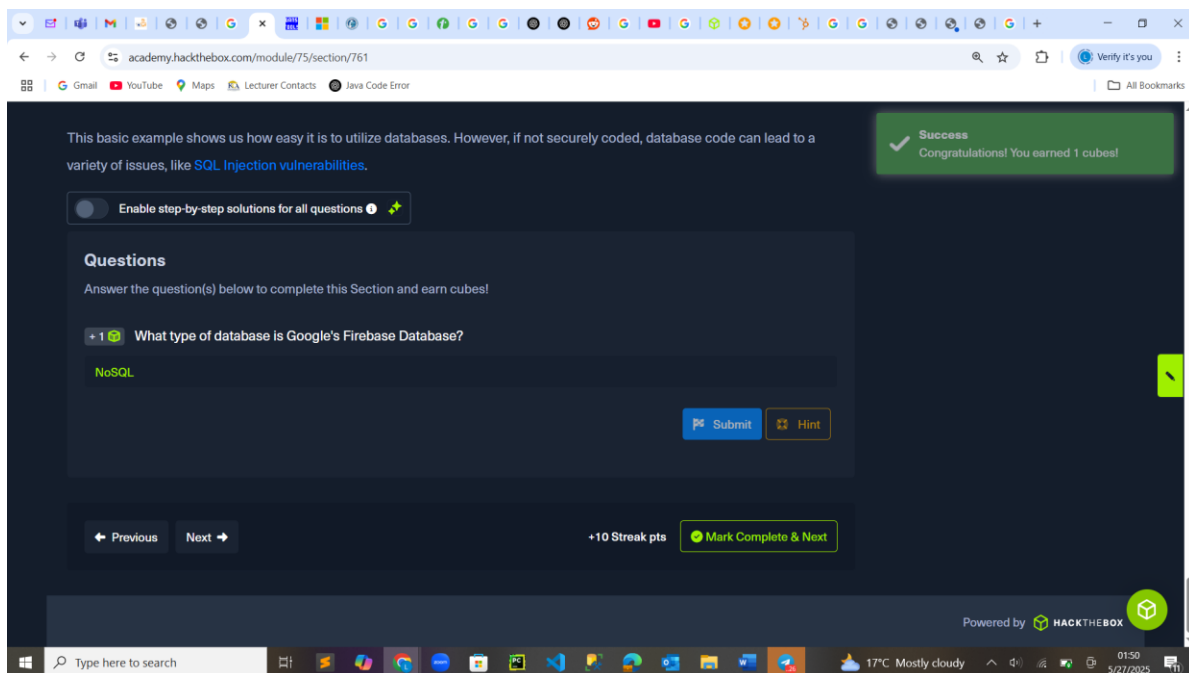 academy.hackthebox.com/module/75/section/761
Verify it's you
Gmail YouTube Maps Lecturer Contacts Java Code Error All Bookmarks
This basic example shows us how easy it is to utilize databases. However, if not securely coded, database code can lead to a
variety of issues, like SQL Injection vulnerabilities.
Success
Congratulations! You earned 1 cubes!
Enable step-by-step solutions for all questions
Questions
Answer the question(s) below to complete this Section and earn cubes!
+ 1 What type of database is Google's Firebase Database?
NoSQL
Submit Hint
Previous Next +10 Streak pts Mark Complete & Next
Powered by HACKTHEBOX
Type here to search
17°C Mostly cloudy
01:50
5/27/2025